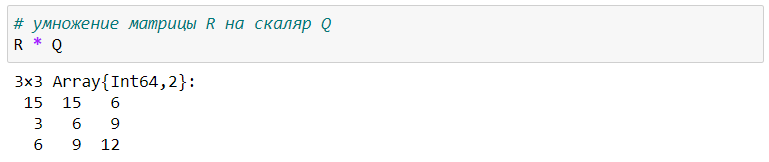 # умножение матрицы R на скаляр Q
R * Q
3×3 Array{Int64,2}:
15 15 6
3 6 9
6 9 12